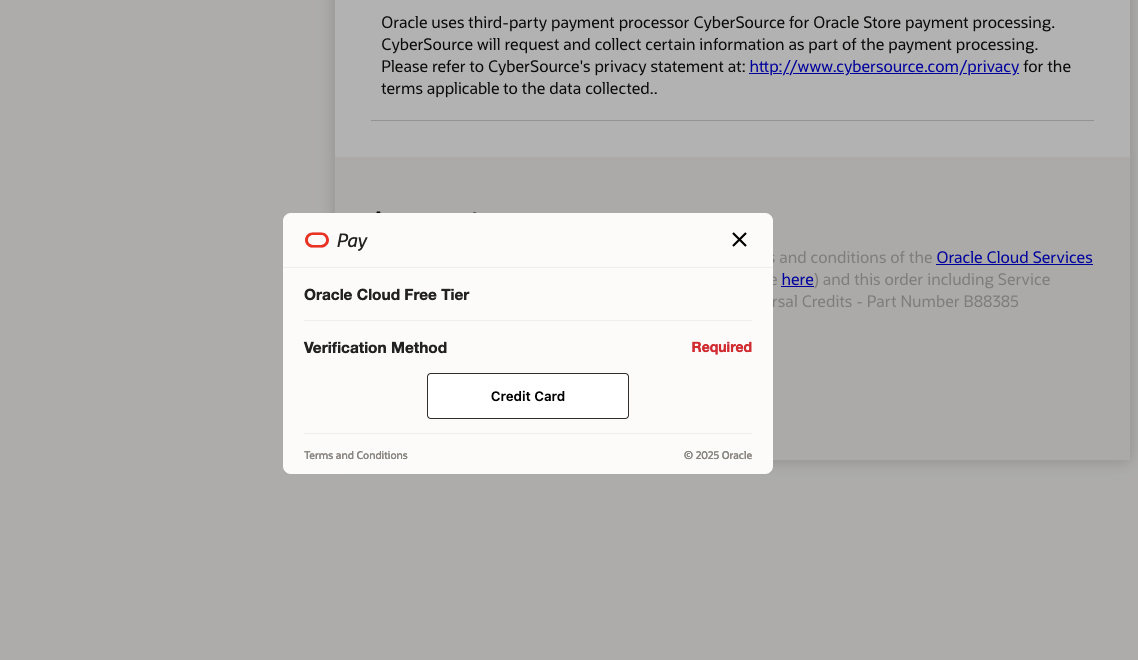 Oracle uses third-party payment processor CyberSource for Oracle Store payment processing.
CyberSource will request and collect certain information as part of the payment processing.
Please refer to CyberSource's privacy statement at: http://www.cybersource.com/privacy for the
terms applicable to the data collected..
Pay
Oracle Cloud Free Tier
Verification Method Required
Credit Card
Terms and Conditions © 2025 Oracle
and conditions of the Oracle Cloud Services
here) and this order including Service
Credits - Part Number B88385